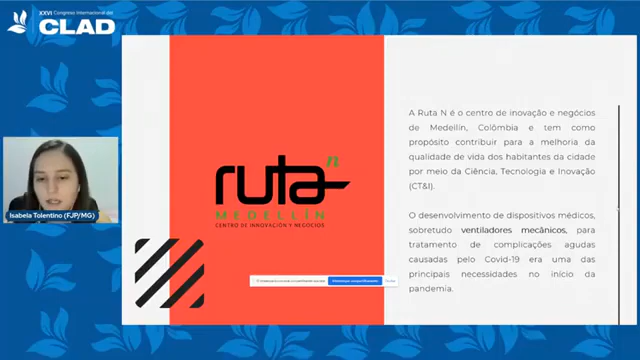 XXVI Congreso Internacional del
CLAD
ruta n
MEDELLÍN
CENTRO DE INNOVACIÓN Y NEGOCIOS
A Ruta N é o centro de inovação e negócios
de Medellín, Colômbia e tem como
propósito contribuir para a melhoria da
qualidade de vida dos habitantes da cidade
por meio da Ciência, Tecnologia e Inovação
(CT&I).
O desenvolvimento de dispositivos médicos,
sobretudo ventiladores mecânicos, para
tratamento de complicações agudas
causadas pelo Covid-19 era uma das
principais necessidades no início da
pandemia.
Isabela Tolentino (FJP/MG)